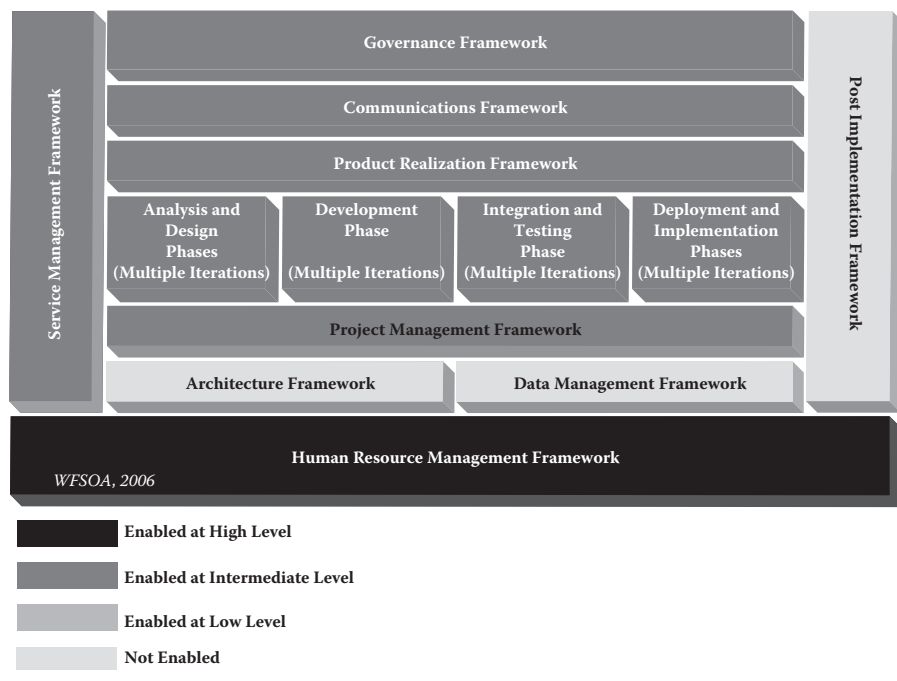 Service Management Framework
Governance Framework
Communications Framework
Product Realization Framework
Analysis and
Design
Phases
(Multiple Iterations)
Development
Phase
(Multiple Iterations)
Integration and
Testing
Phase
(Multiple Iterations)
Deployment and
Implementation
Phases
(Multiple Iterations)
Project Management Framework
Architecture Framework
Data Management Framework
Post Implementation Framework
Human Resource Management Framework
WFSOA, 2006
Enabled at High Level
Enabled at Intermediate Level
Enabled at Low Level
Not Enabled